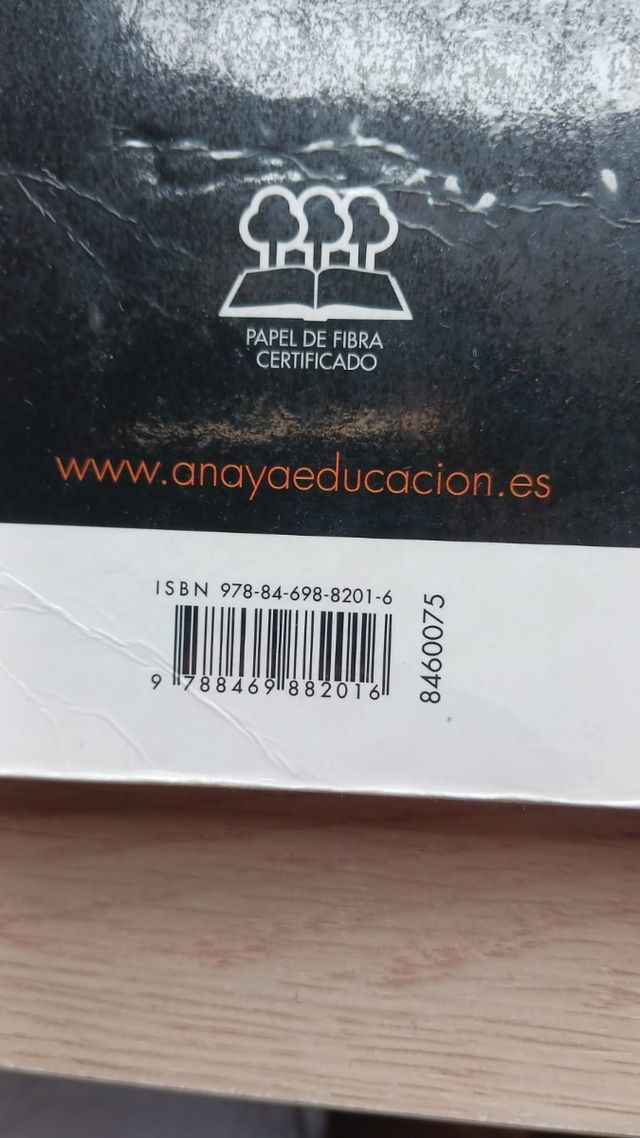 PAPEL DE FIBRA
CERTIFICADO
www.anayaeducacion.es
ISBN 978-84-698-8201-6
9 788469 882016
8460075